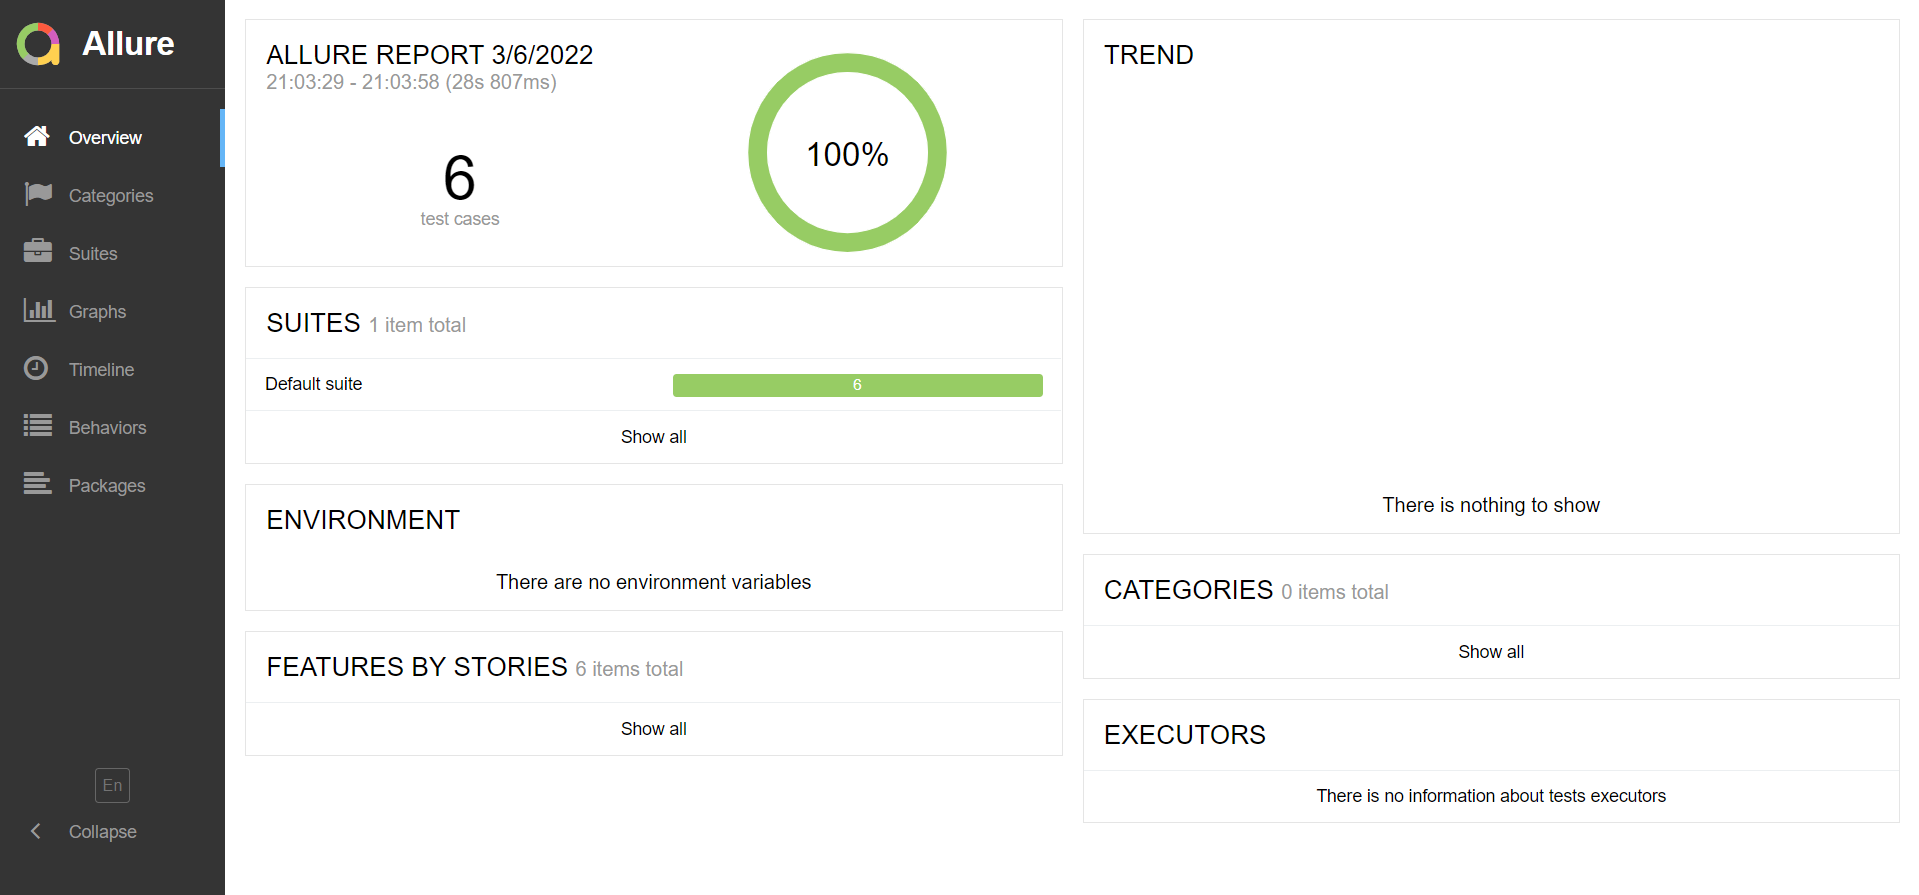 Allure
Overview
Categories
Suites
Graphs
Timeline
Behaviors
Packages
En
Collapse
ALLURE REPORT 3/6/2022
21:03:29 - 21:03:58 (28s 807ms)
6
test cases
100%
SUITES 1 item total
Default suite 6
Show all
ENVIRONMENT
There are no environment variables
FEATURES BY STORIES 6 items total
Show all
TREND
There is nothing to show
CATEGORIES 0 items total
Show all
EXECUTORS
There is no information about tests executors